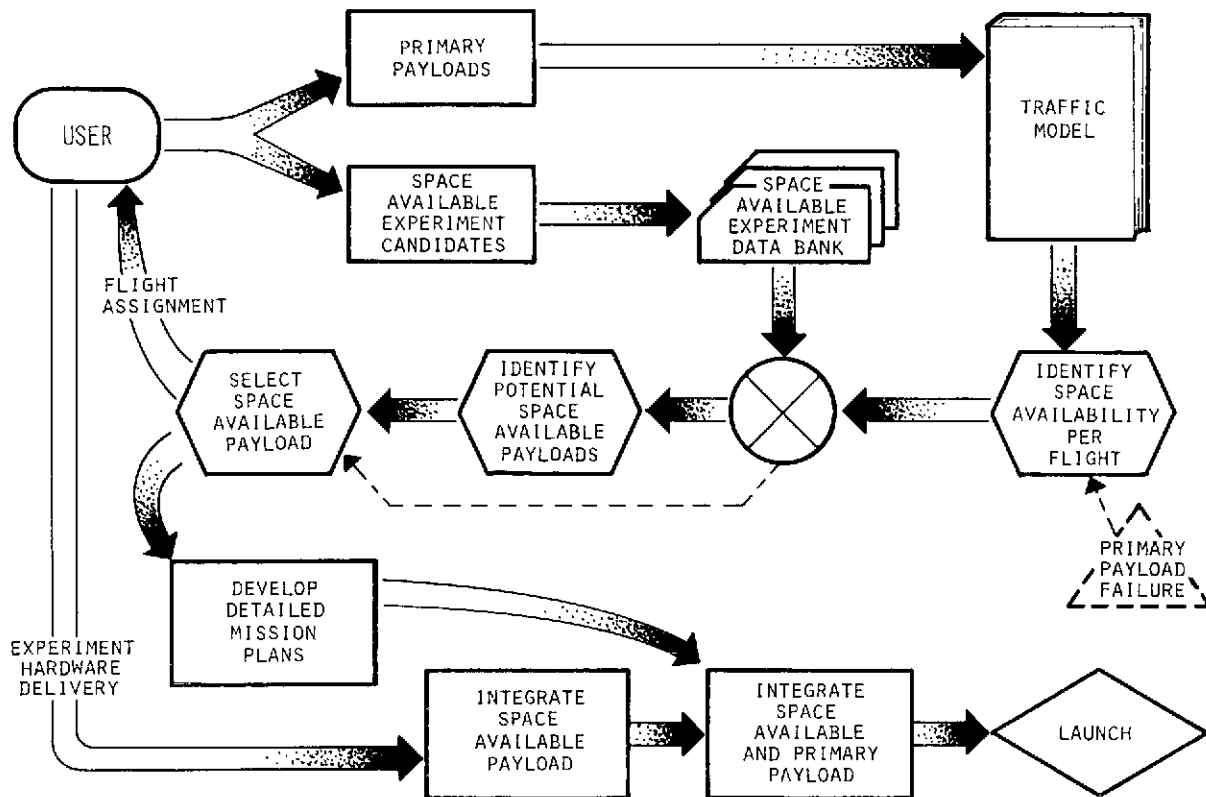 PRIMARY
PAYLOADS
TRAFFIC
MODEL
USER
SPACE
AVAILABLE
EXPERIMENT
CANDIDATES
SPACE
AVAILABLE
EXPERIMENT
DATA BANK
FLIGHT
ASSIGNMENT
SELECT
SPACE
AVAILABLE
PAYLOAD
IDENTIFY
POTENTIAL
SPACE
AVAILABLE
PAYLOADS
IDENTIFY
SPACE
AVAILABILITY
PER
FLIGHT
PRIMARY
PAYLOAD
FAILURE
DEVELOP
DETAILED
MISSION
PLANS
EXPERIMENT
HARDWARE
DELIVERY
INTEGRATE
SPACE
AVAILABLE
PAYLOAD
INTEGRATE
SPACE
AVAILABLE
AND PRIMARY
PAYLOAD
LAUNCH